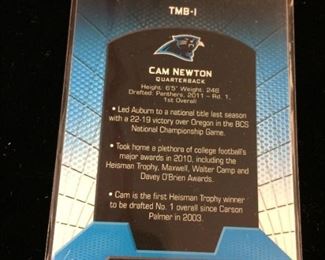 TMB-1
CAM NEWTON
QUARTERBACK
Height: 6'5" Weight: 248
Drafted: Panthers, 2011 – Rd. 1,
1st Overall
• Led Auburn to a national title last season
with a 22-19 victory over Oregon in the BCS
National Championship Game.
• Took home a plethora of college football's
major awards in 2010, including the
Heisman Trophy, Maxwell, Walter Camp and
Davey O'Brien Awards.
• Cam is the first Heisman Trophy winner
to be drafted No. 1 overall since Carson
Palmer in 2003.